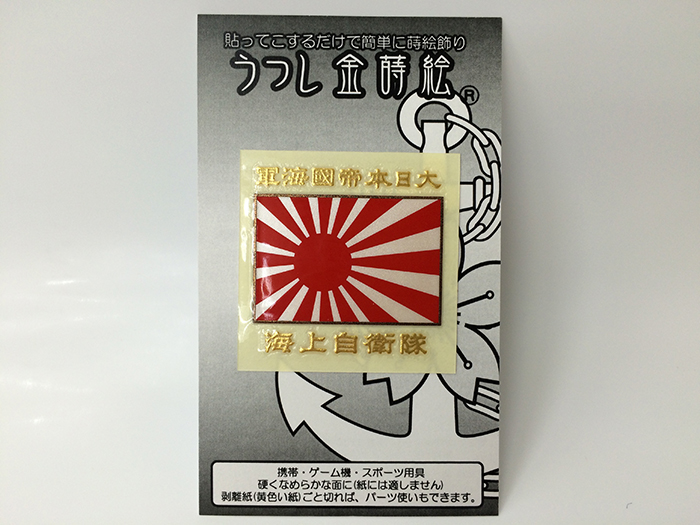 貼ってこするだけで簡単に蒔絵飾り
うつし金蒔絵®
軍海國帝本日大
海上自衛隊
携帯・ゲーム機・スポーツ用具
硬くなめらかな面に(紙には適しません)
剥離紙(黄色い紙)ごと切れば、パーツ使いもできます。